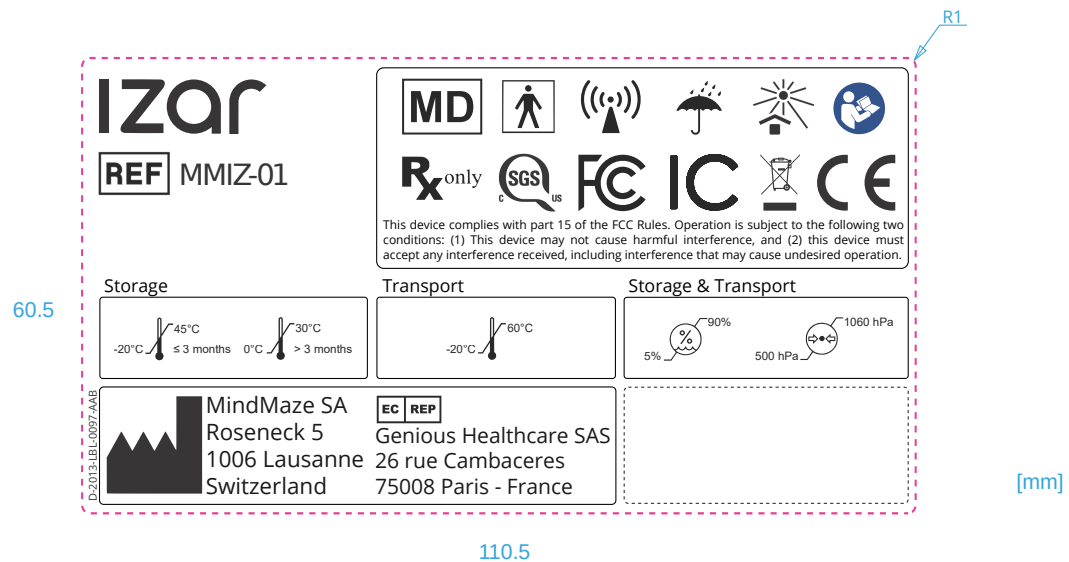 R1
IZAR
REF MMIZ-01
MD
Rx only
C SGS US
FC
IC
CE
This device complies with part 15 of the FCC Rules. Operation is subject to the following two
conditions: (1) This device may not cause harmful interference, and (2) this device must
accept any interference received, including interference that may cause undesired operation.
Storage
45°C
-20°C
≤ 3 months
30°C
0°C
> 3 months
Transport
60°C
-20°C
Storage & Transport
90%
%
5%
1060 hPa
500 hPa
60.5
D-2013-LBL-0097-AAB
MindMaze SA
Roseneck 5
1006 Lausanne
Switzerland
EC REP
Genious Healthcare SAS
26 rue Cambaceres
75008 Paris - France
[mm]
110.5